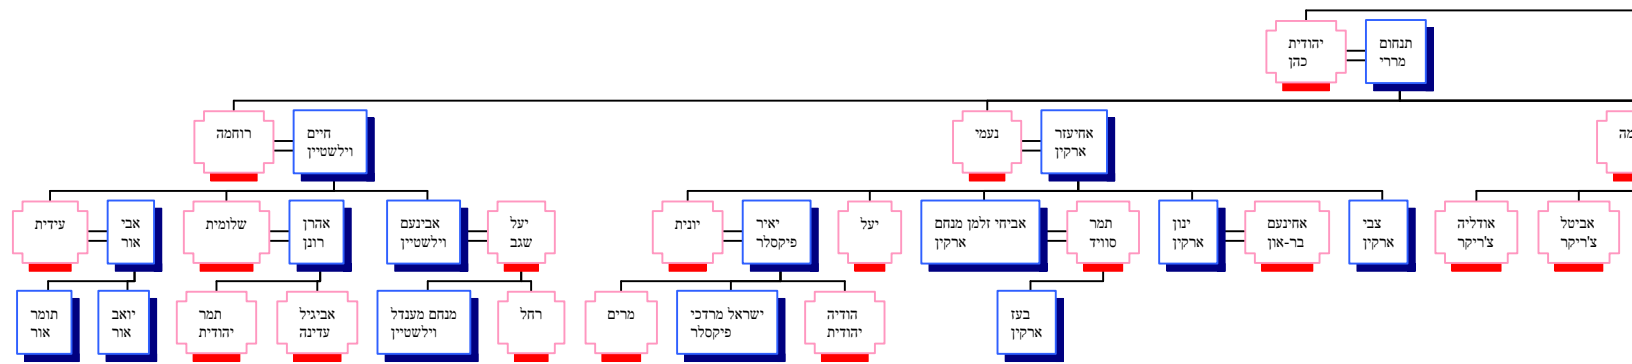 תנחום
מררי
יהודית
כהן
מה
אחיעזר
ארקין
נעמי
חיים
וילשטיין
רוחמה
אביטל
צ'ריקר
אודליה
צ'ריקר
צבי
ארקין
אחינעם
בר-און
ינון
ארקין
תמר
סוויד
אביחי זלמן מנחם
ארקין
יעל
יאיר
פיקסלר
יונית
יעל
שגב
אבינעם
וילשטיין
אהרן
רונן
שלומית
אבי
אור
עידית
בעז
ארקין
הודיה
יהודית
ישראל מרדכי
פיקסלר
מרים
רחל
מנחם מענדל
וילשטיין
אביגיל
עדינה
תמר
יהודית
יואב
אור
תומר
אור